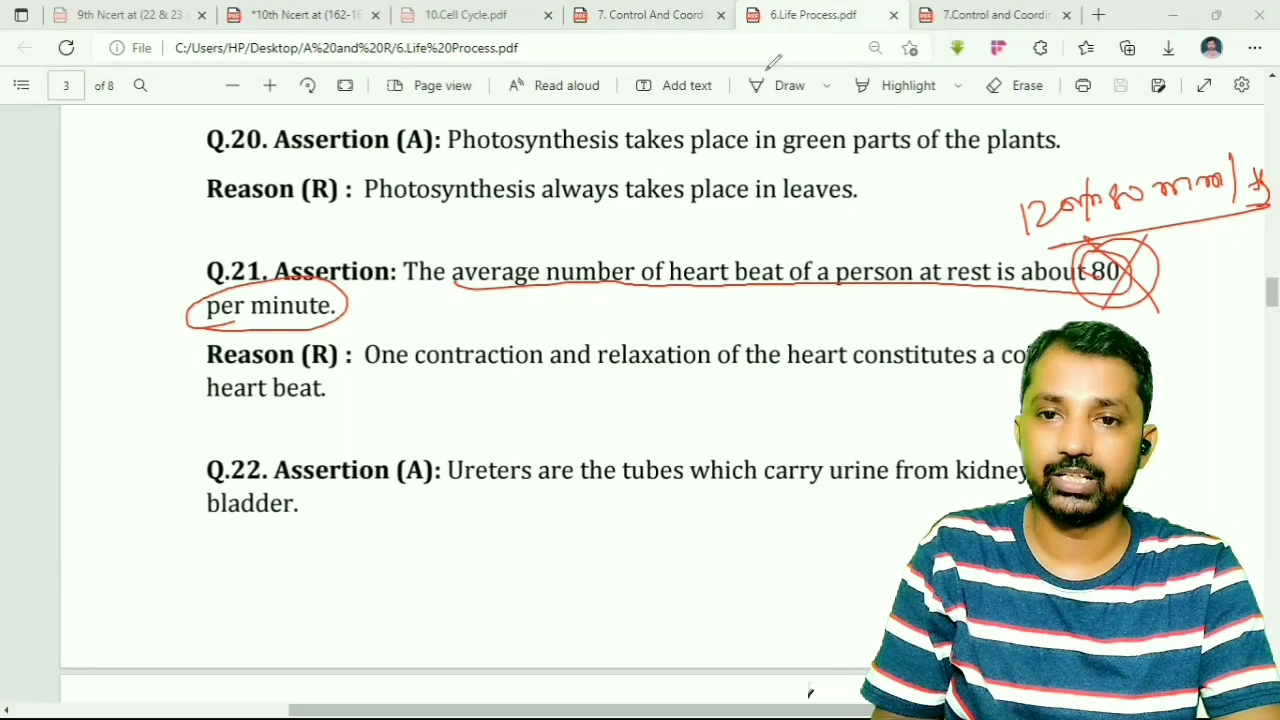 9th Ncert at (22 & 23
*10th Ncert at (162-1
10.Cell Cycle.pdf
7. Control And Coord
6.Life Process.pdf
7.Control and Coordin
File C:/Users/HP/Desktop/A%20and%20R/6.Life%20Process.pdf
3 of 8 Page view Read aloud Add text Draw Highlight Erase
Q.20. Assertion (A): Photosynthesis takes place in green parts of the plants.
Reason (R) : Photosynthesis always takes place in leaves.
Q.21. Assertion: The average number of heart beat of a person at rest is about 80
per minute.
Reason (R) : One contraction and relaxation of the heart constitutes a co
heart beat.
Q.22. Assertion (A): Ureters are the tubes which carry urine from kidney
bladder.